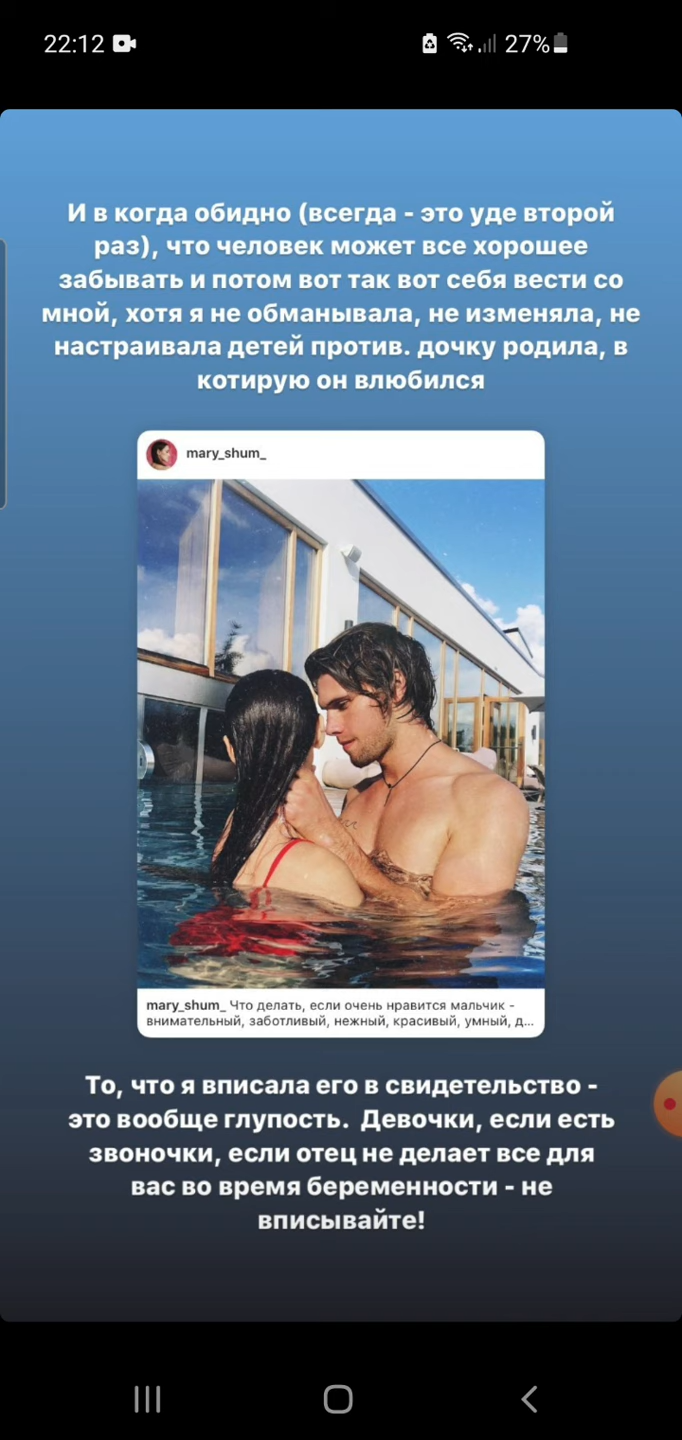 22:12
27%
И в когда обидно (всегда - это уде второй
раз), что человек может все хорошее
забывать и потом вот так вот себя вести со
мной, хотя я не обманывала, не изменяла, не
настраивала детей против. дочку родила, в
котирую он влюбился
mary_shum_
mary_shum_ Что делать, если очень нравится мальчик -
внимательный, заботливый, нежный, красивый, умный, д...
То, что я вписала его в свидетельство -
это вообще глупость. Девочки, если есть
звоночки, если отец не делает все для
вас во время беременности - не
вписывайте!